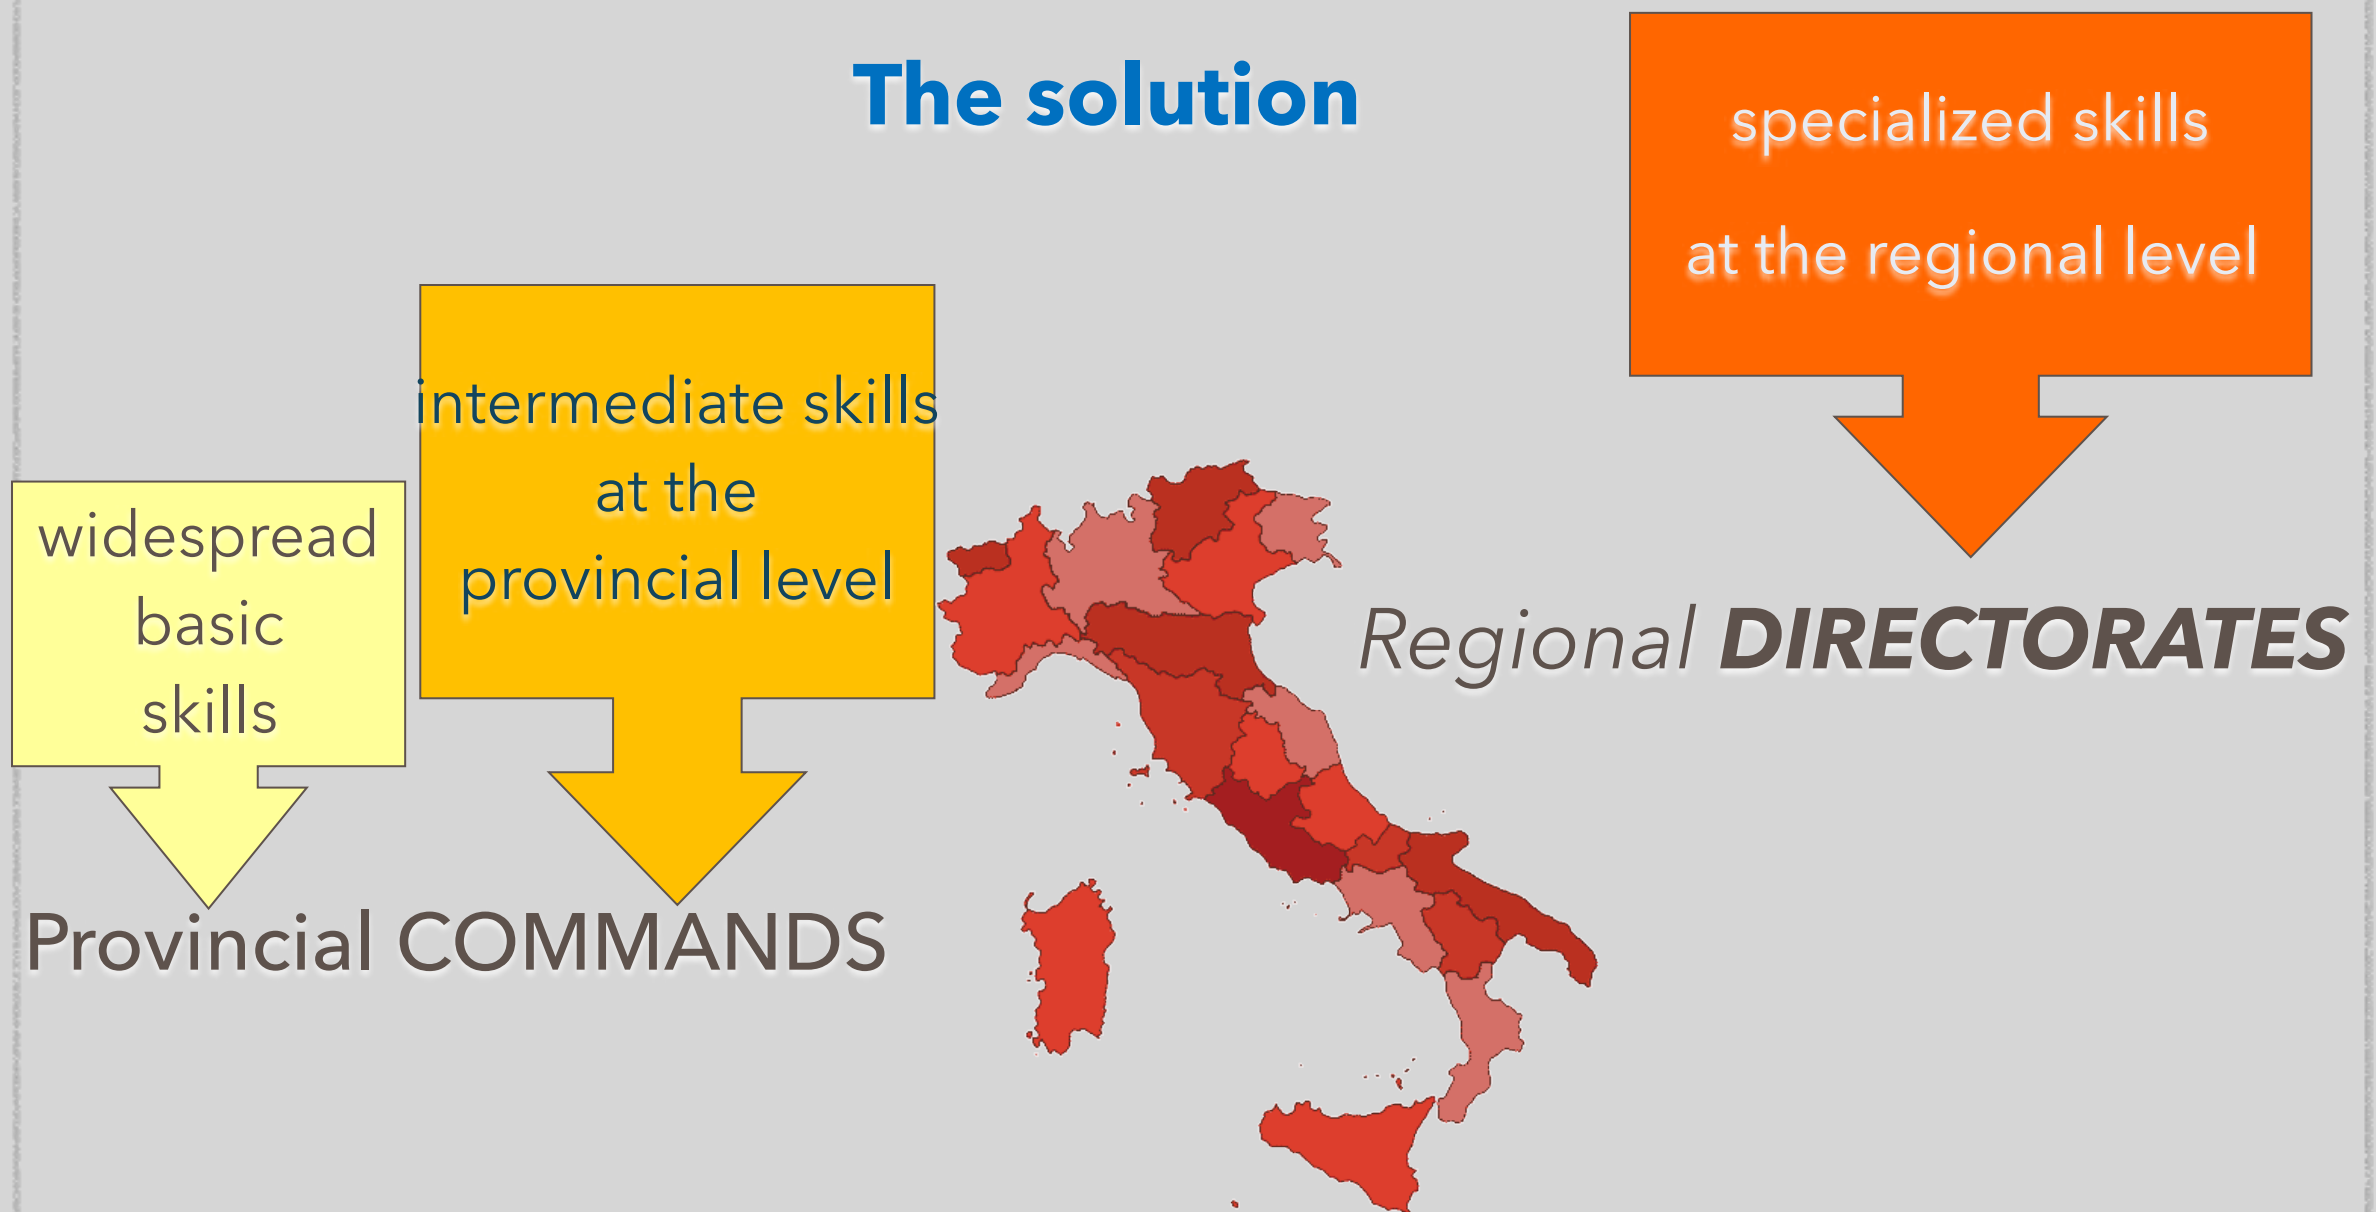 The solution
specialized skills
at the regional level
intermediate skills
at the
provincial level
widespread
basic
skills
Regional DIRECTORATES
Provincial COMMANDS